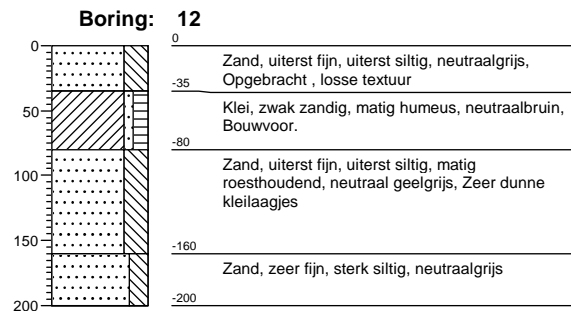 Boring: 12
0
0
Zand, uiterst fijn, uiterst siltig, neutraalgrijs,
Opgebracht , losse textuur
-35
Klei, zwak zandig, matig humeus, neutraalbruin,
Bouwvoor.
50
-80
Zand, uiterst fijn, uiterst siltig, matig
roesthoudend, neutraal geelgrijs, Zeer dunne
kleilaagjes
100
150
-160
Zand, zeer fijn, sterk siltig, neutraalgrijs
200
-200